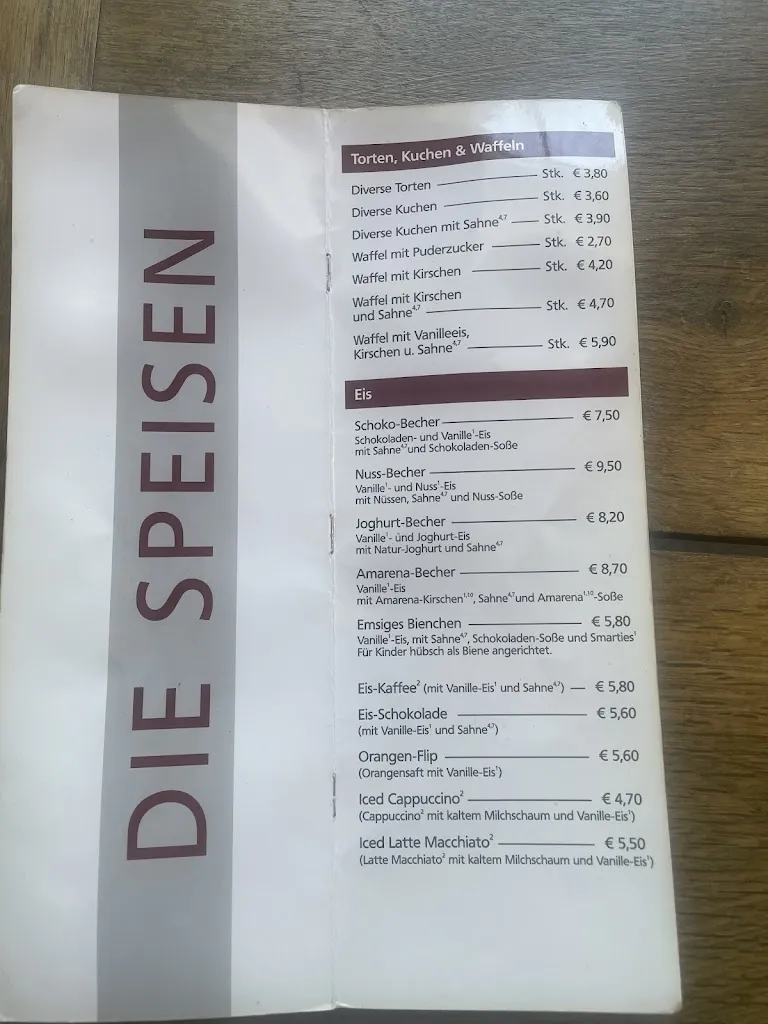 DIE SPEISEN
Torten, Kuchen & Waffeln
Diverse Torten Stk. € 3,80
Diverse Kuchen Stk. € 3,60
Diverse Kuchen mit Sahne⁴,⁷ Stk. € 3,90
Waffel mit Puderzucker Stk. € 2,70
Waffel mit Kirschen Stk. € 4,20
Waffel mit Kirschen
und Sahne⁴,⁷ Stk. € 4,70
Waffel mit Vanilleeis,
Kirschen u. Sahne⁴,⁷ Stk. € 5,90
Eis
Schoko-Becher € 7,50
Schokoladen- und Vanille¹-Eis
mit Sahne⁴,⁷ und Schokoladen-Soße
Nuss-Becher € 9,50
Vanille¹- und Nuss¹-Eis
mit Nüssen, Sahne⁴,⁷ und Nuss-Soße
Joghurt-Becher € 8,20
Vanille¹- und Joghurt-Eis
mit Natur-Joghurt und Sahne⁴,⁷
Amarena-Becher € 8,70
Vanille¹-Eis
mit Amarena-Kirschen¹,¹⁰, Sahne⁴,⁷ und Amarena¹,¹⁰-Soße
Emsiges Bienchen € 5,80
Vanille¹-Eis, mit Sahne⁴,⁷, Schokoladen-Soße und Smarties¹
Für Kinder hübsch als Biene angerichtet.
Eis-Kaffee² (mit Vanille-Eis¹ und Sahne⁴,⁷) € 5,80
Eis-Schokolade € 5,60
(mit Vanille-Eis¹ und Sahne⁴,⁷)
Orangen-Flip € 5,60
(Orangensaft mit Vanille-Eis¹)
Iced Cappuccino² € 4,70
(Cappuccino² mit kaltem Milchschaum und Vanille-Eis¹)
Iced Latte Macchiato² € 5,50
(Latte Macchiato² mit kaltem Milchschaum und Vanille-Eis¹)